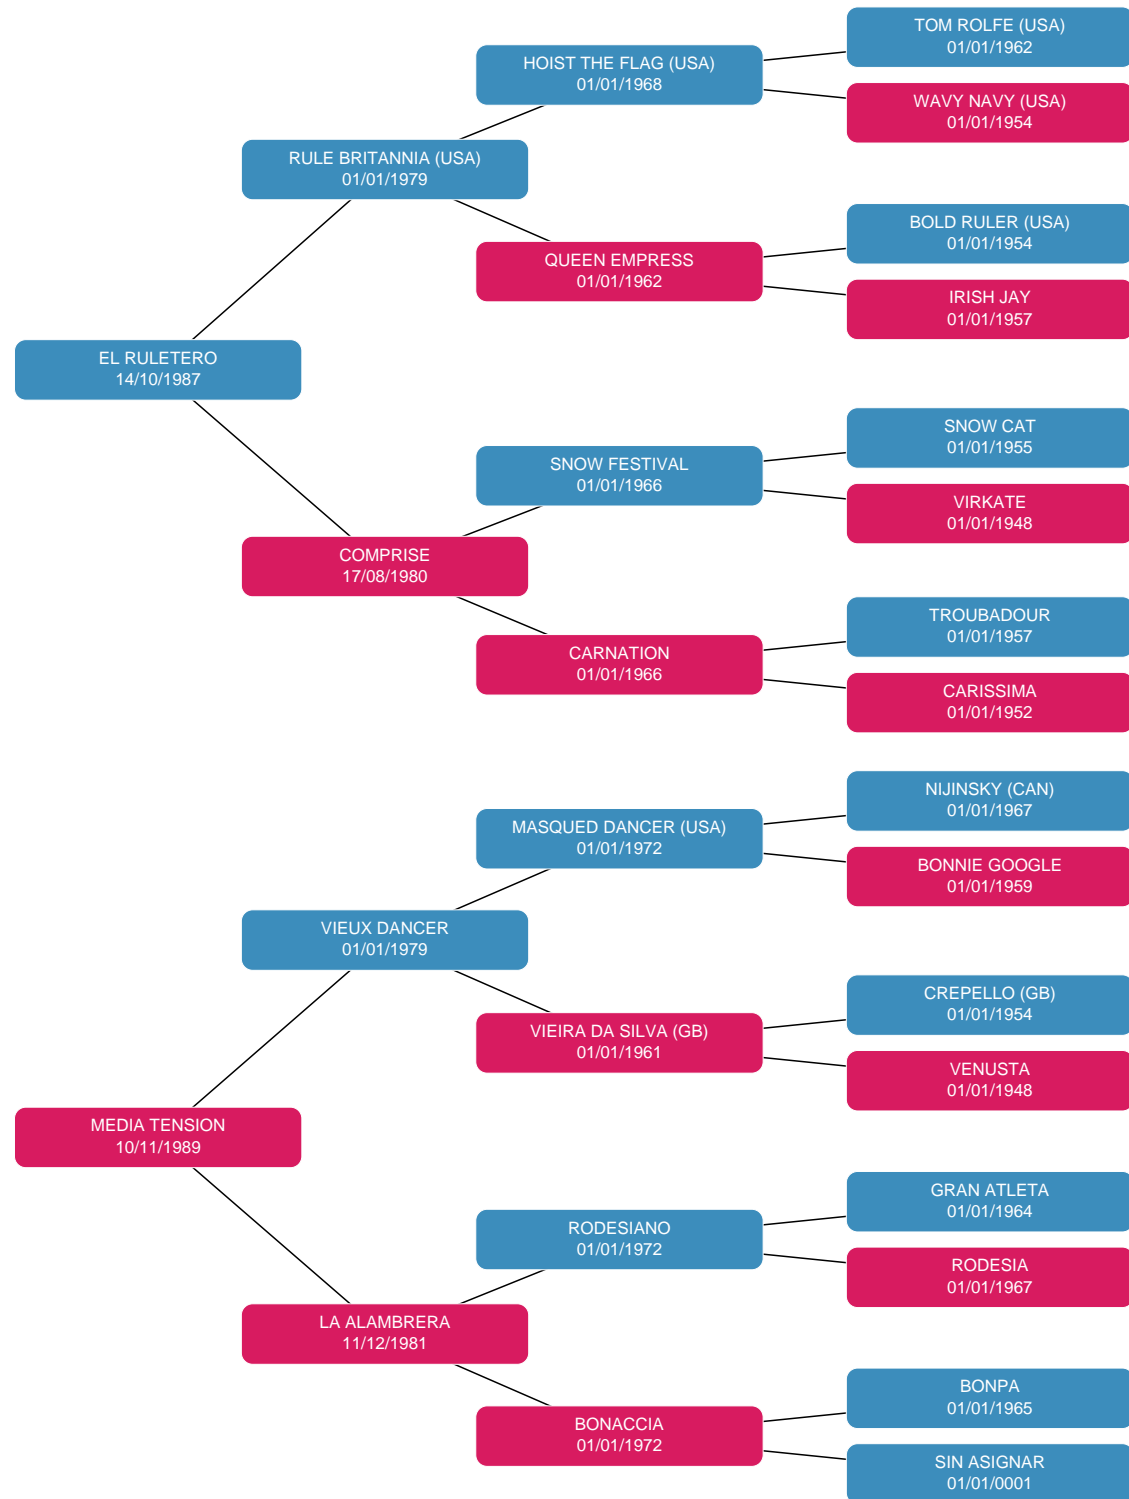 TOM ROLFE (USA)
01/01/1962
HOIST THE FLAG (USA)
01/01/1968
WAVY NAVY (USA)
01/01/1954
RULE BRITANNIA (USA)
01/01/1979
BOLD RULER (USA)
01/01/1954
QUEEN EMPRESS
01/01/1962
IRISH JAY
01/01/1957
EL RULETERO
14/10/1987
SNOW CAT
01/01/1955
SNOW FESTIVAL
01/01/1966
VIRKATE
01/01/1948
COMPRISE
17/08/1980
TROUBADOUR
01/01/1957
CARNATION
01/01/1966
CARISSIMA
01/01/1952
NIJINSKY (CAN)
01/01/1967
MASQUED DANCER (USA)
01/01/1972
BONNIE GOOGLE
01/01/1959
VIEUX DANCER
01/01/1979
CREPELLO (GB)
01/01/1954
VIEIRA DA SILVA (GB)
01/01/1961
VENUSTA
01/01/1948
MEDIA TENSION
10/11/1989
GRAN ATLETA
01/01/1964
RODESIANO
01/01/1972
RODESIA
01/01/1967
LA ALAMBRERA
11/12/1981
BONPA
01/01/1965
BONACCIA
01/01/1972
SIN ASIGNAR
01/01/0001